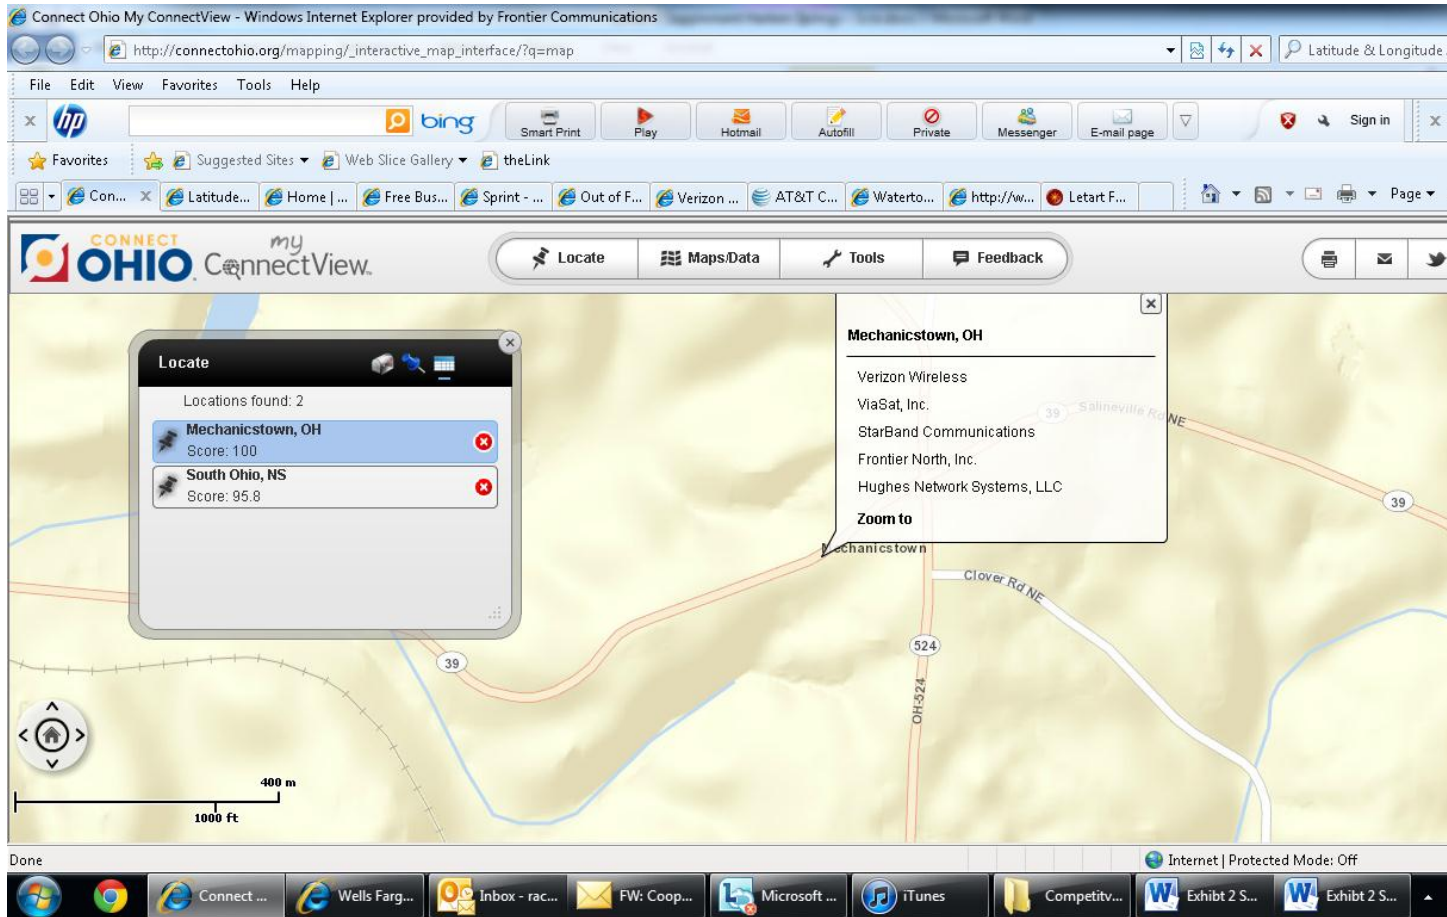 Connect Ohio My ConnectView - Windows Internet Explorer provided by Frontier Communications
http://connectohio.org/mapping/_interactive_map_interface/?q=map
Latitude & Longitude
File Edit View Favorites Tools Help
x hp bing Smart Print Play Hotmail Autofill Private Messenger E-mail page Sign in x
Favorites Suggested Sites Web Slice Gallery theLink
Con... x Latitude... Home | ... Free Bus... Sprint - ... Out of F... Verizon ... AT&T C... Waterto... http://w... Letart F... Page
CONNECT OHIO my ConnectView. Locate Maps/Data Tools Feedback
Locate
Locations found: 2
Mechanicstown, OH
Score: 100
South Ohio, NS
Score: 95.8
Mechanicstown, OH
Verizon Wireless
ViaSat, Inc.
StarBand Communications
Frontier North, Inc.
Hughes Network Systems, LLC
Zoom to
39 Salineville Rd NE
39
Mechanicstown
Clover Rd NE
524
39
OH-524
400 m
1000 ft
Done
Internet | Protected Mode: Off
Connect ... Wells Farg... Inbox - rac... FW: Coop... Microsoft ... iTunes Competitv... Exhibt 2 S... Exhibt 2 S...